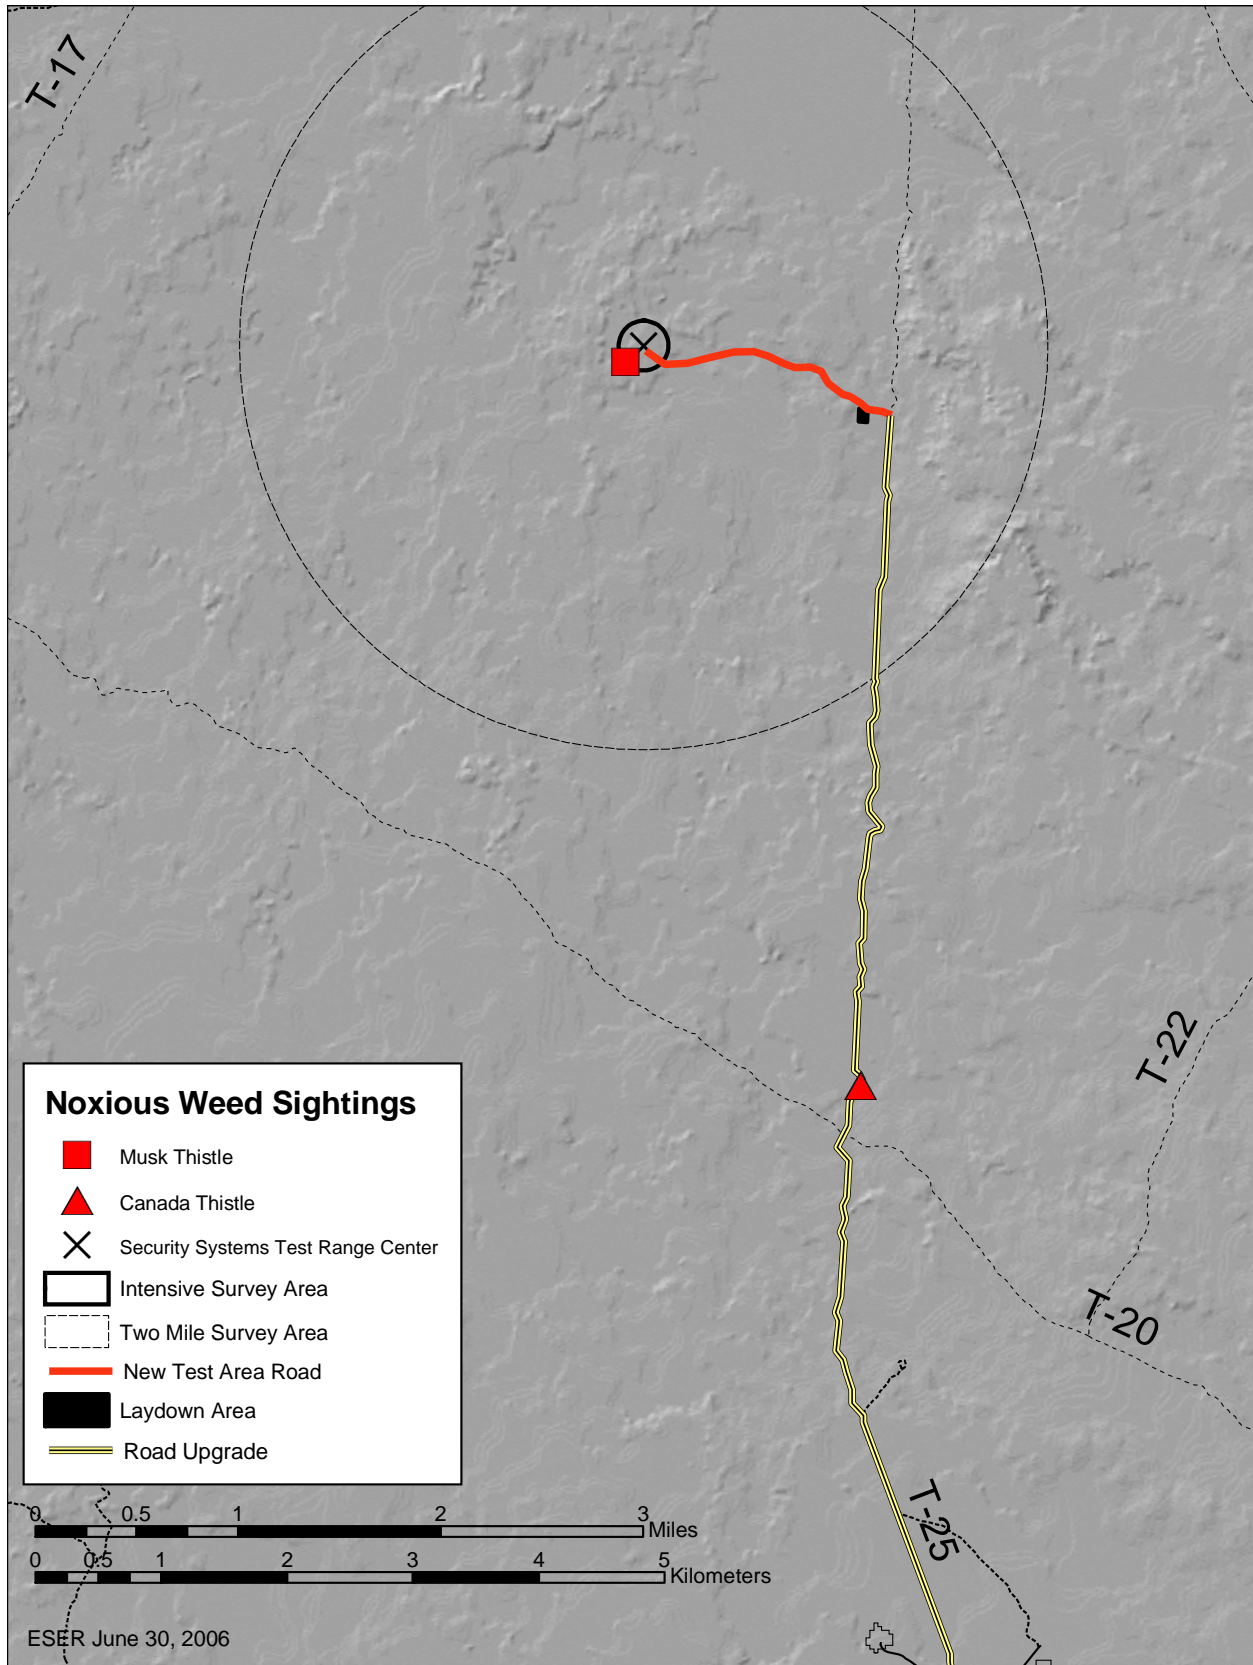 T-17
T-22
T-20
T-25
Noxious Weed Sightings
Musk Thistle
Canada Thistle
Security Systems Test Range Center
Intensive Survey Area
Two Mile Survey Area
New Test Area Road
Laydown Area
Road Upgrade
0 0.5 1 2 3 Miles
0 0.5 1 2 3 4 5 Kilometers
ESER June 30, 2006